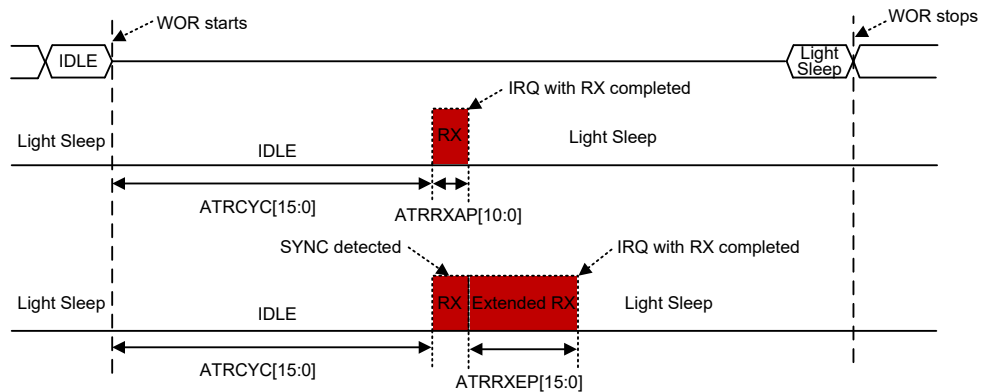 WOR starts
WOR stops
IDLE
Light
Sleep
IRQ with RX completed
Light Sleep
IDLE
RX
Light Sleep
ATRCYC[15:0]
ATRRXAP[10:0]
SYNC detected
IRQ with RX completed
Light Sleep
IDLE
RX
Extended RX
Light Sleep
ATRCYC[15:0]
ATRRXEP[15:0]